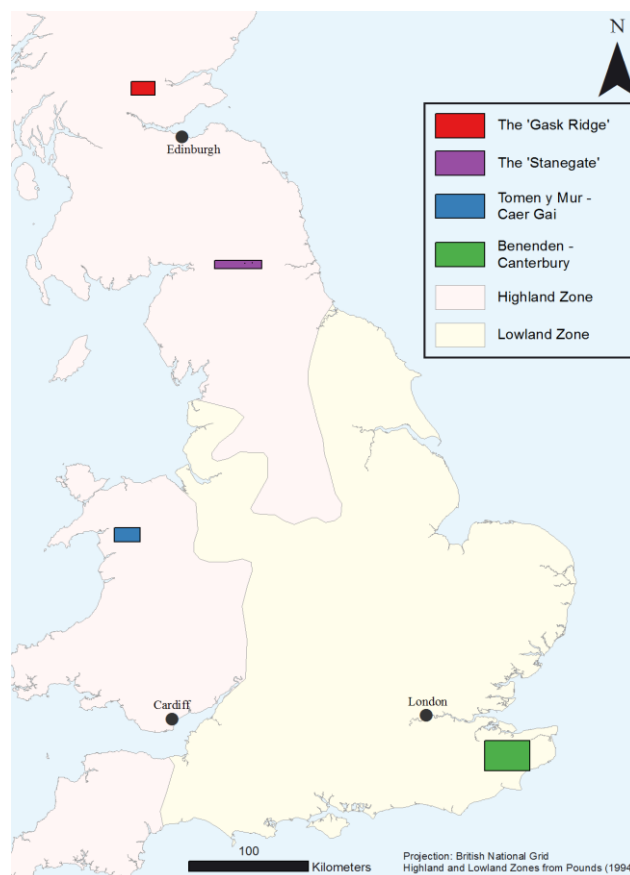 N
The 'Gask Ridge'
The 'Stanegate'
Tomen y Mur -
Caer Gai
Benenden -
Canterbury
Highland Zone
Lowland Zone
Edinburgh
Cardiff
London
100
Kilometers
Projection: British National Grid
Highland and Lowland Zones from Pounds (1994